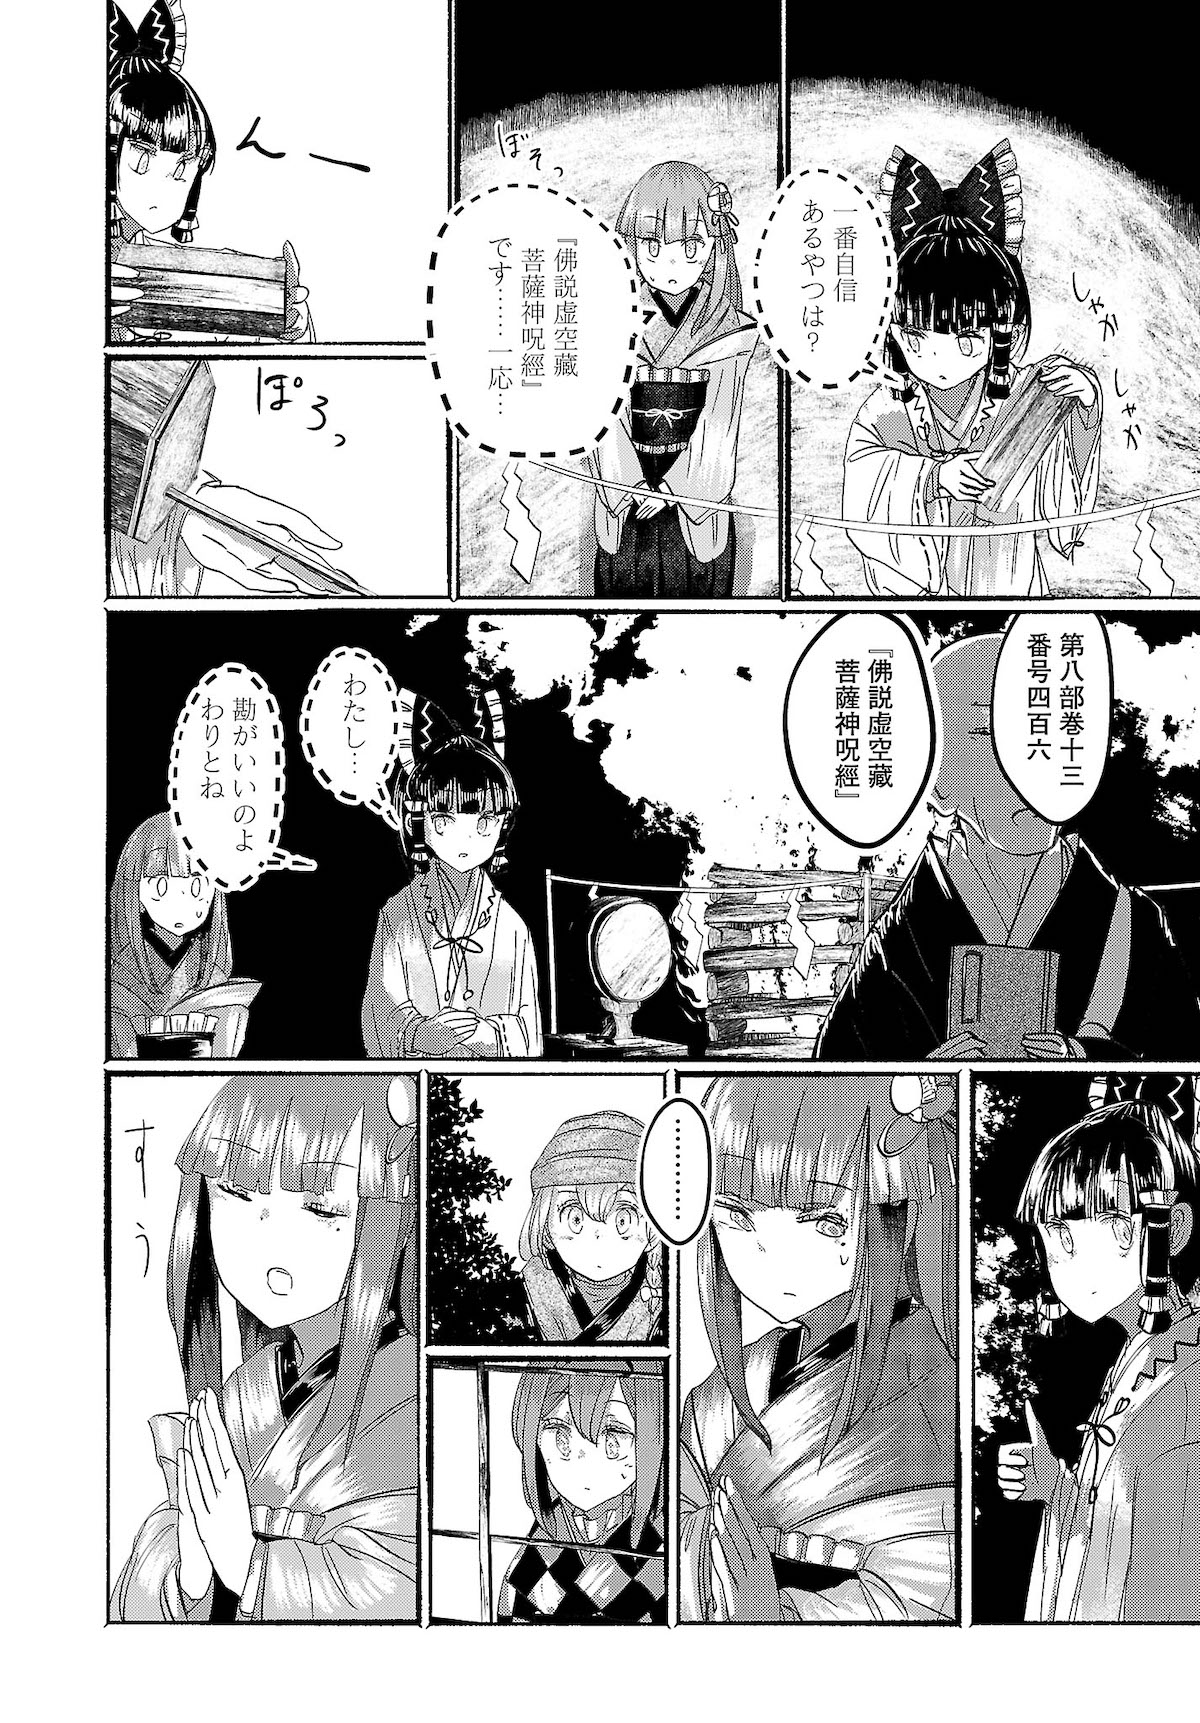 一番自信
あるやつは？
しゃか
しゃか
ぼそっ
『佛説虚空藏
菩薩神呪經』
です……一応…
んー
ぽろっ
第八部巻十三
番号四百六
『佛説虚空藏
菩薩神呪經』
わたし…
勘がいいのよ
わりとね
………
すぅ